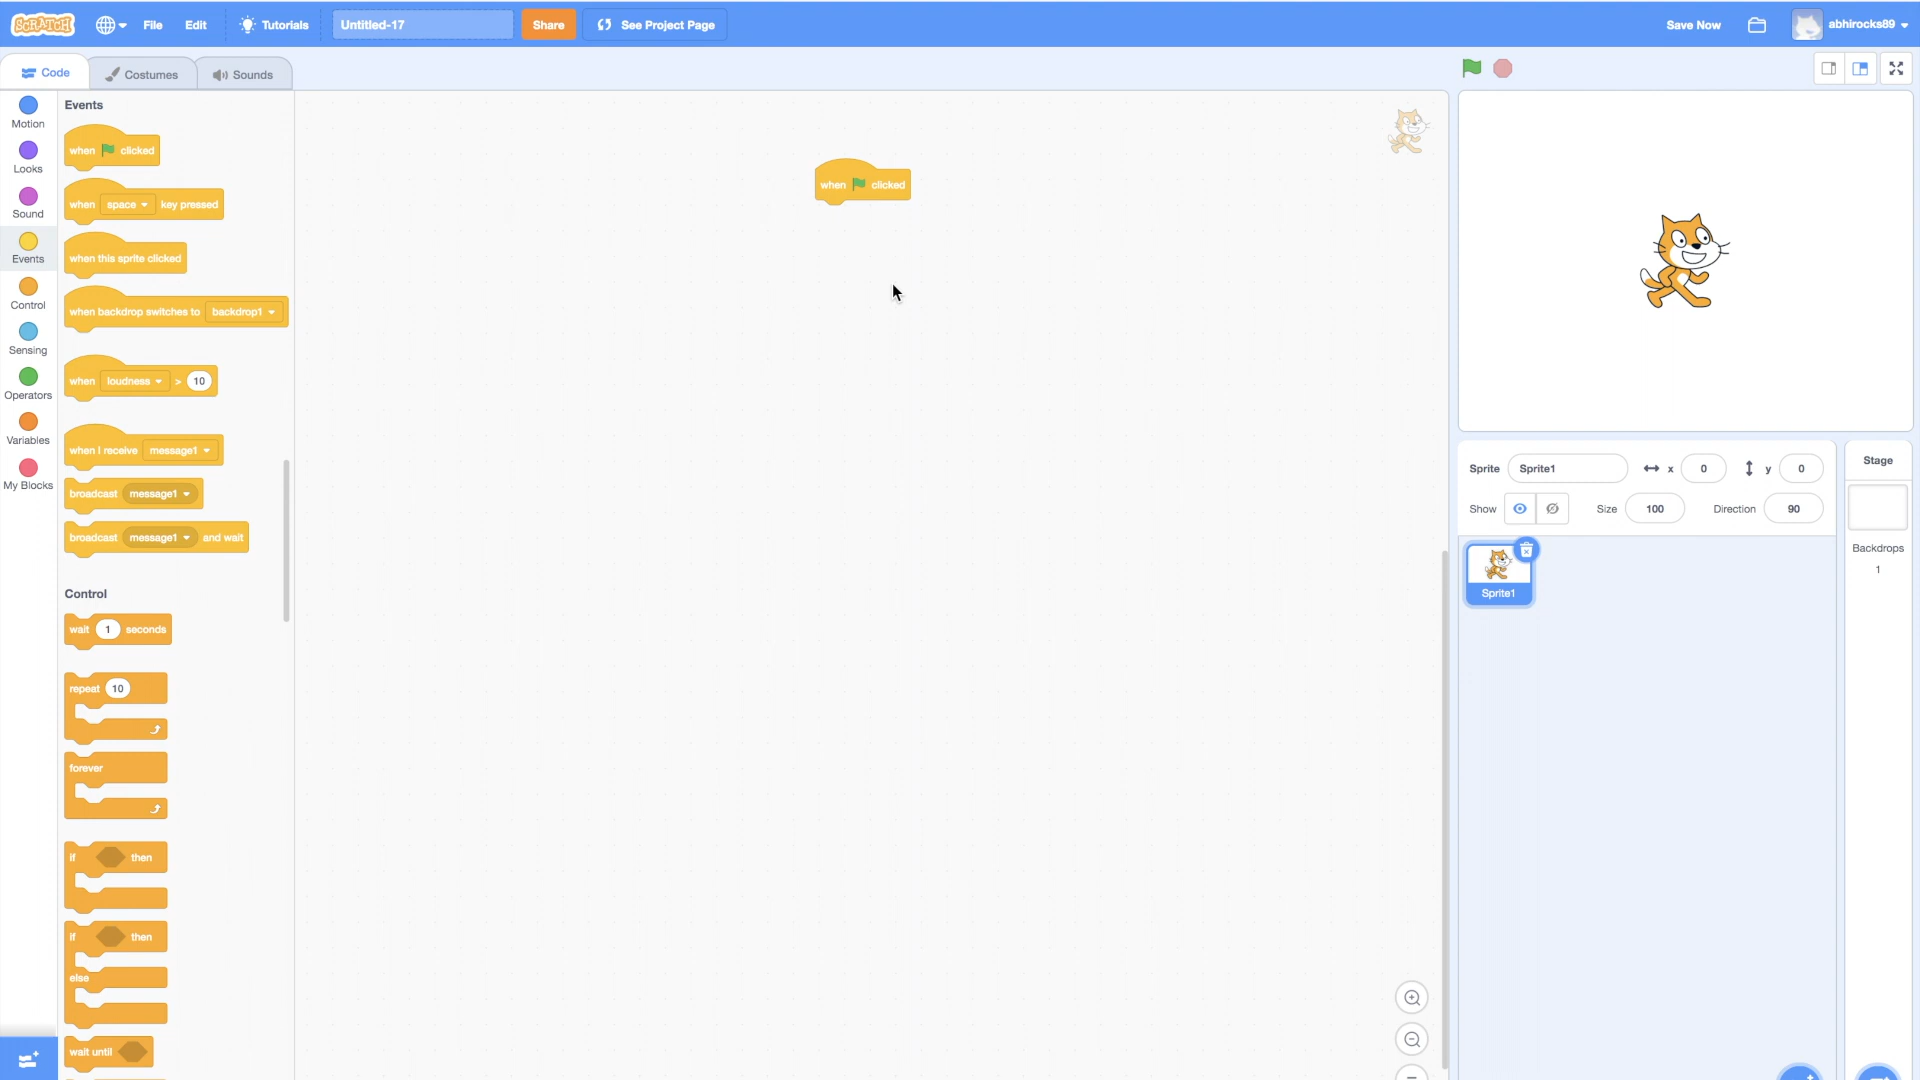 SCRATCH File Edit Tutorials Untitled-17 Share See Project Page Save Now abhirocks89
Code Costumes Sounds
Motion
Looks
Sound
Events
Control
Sensing
Operators
Variables
My Blocks
Events
when clicked
when space key pressed
when this sprite clicked
when backdrop switches to backdrop1
when loudness > 10
when I receive message1
broadcast message1
broadcast message1 and wait
Control
wait 1 seconds
repeat 10
forever
if then
if then
else
wait until
when clicked
Sprite Sprite1 x 0 y 0
Show Size 100 Direction 90
Sprite1
Stage
Backdrops
1